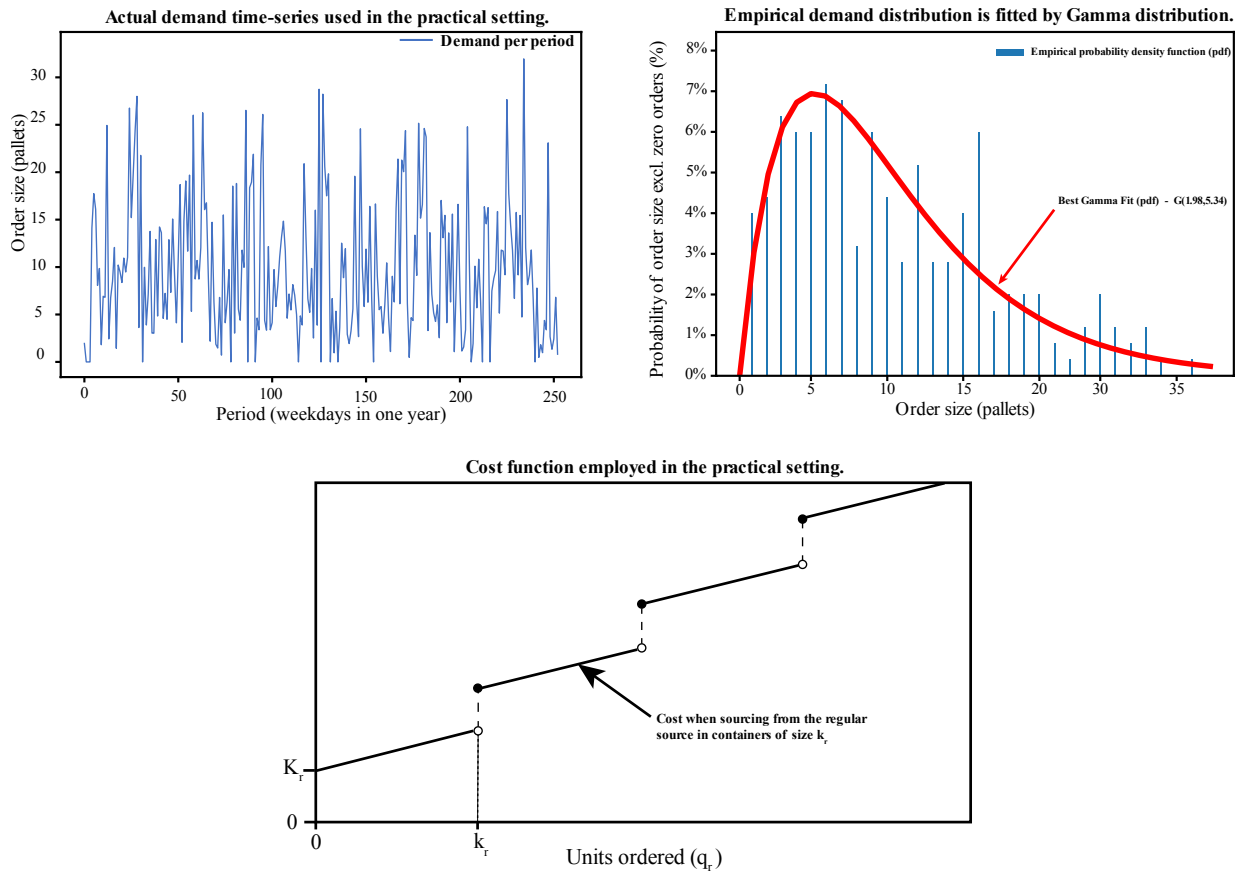 Actual demand time-series used in the practical setting.
Demand per period
Order size (pallets)
30
25
20
15
10
5
0
0 50 100 150 200 250
Period (weekdays in one year)
Empirical demand distribution is fitted by Gamma distribution.
Empirical probability density function (pdf)
Probability of order size excl. zero orders (%)
8%
7%
6%
5%
4%
3%
2%
1%
0%
Best Gamma Fit (pdf) - G(1.98,5.34)
0 5 10 15 20 25 30 35
Order size (pallets)
Cost function employed in the practical setting.
Cost when sourcing from the regular
source in containers of size k_r
K_r
0
0 k_r
Units ordered (q_r)